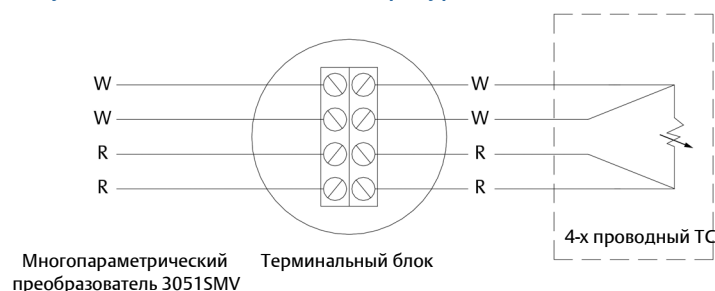 W W
W W
R R
R R
4-х проводный ТС
Многопараметрический Терминальный блок
преобразователь 3051SMV